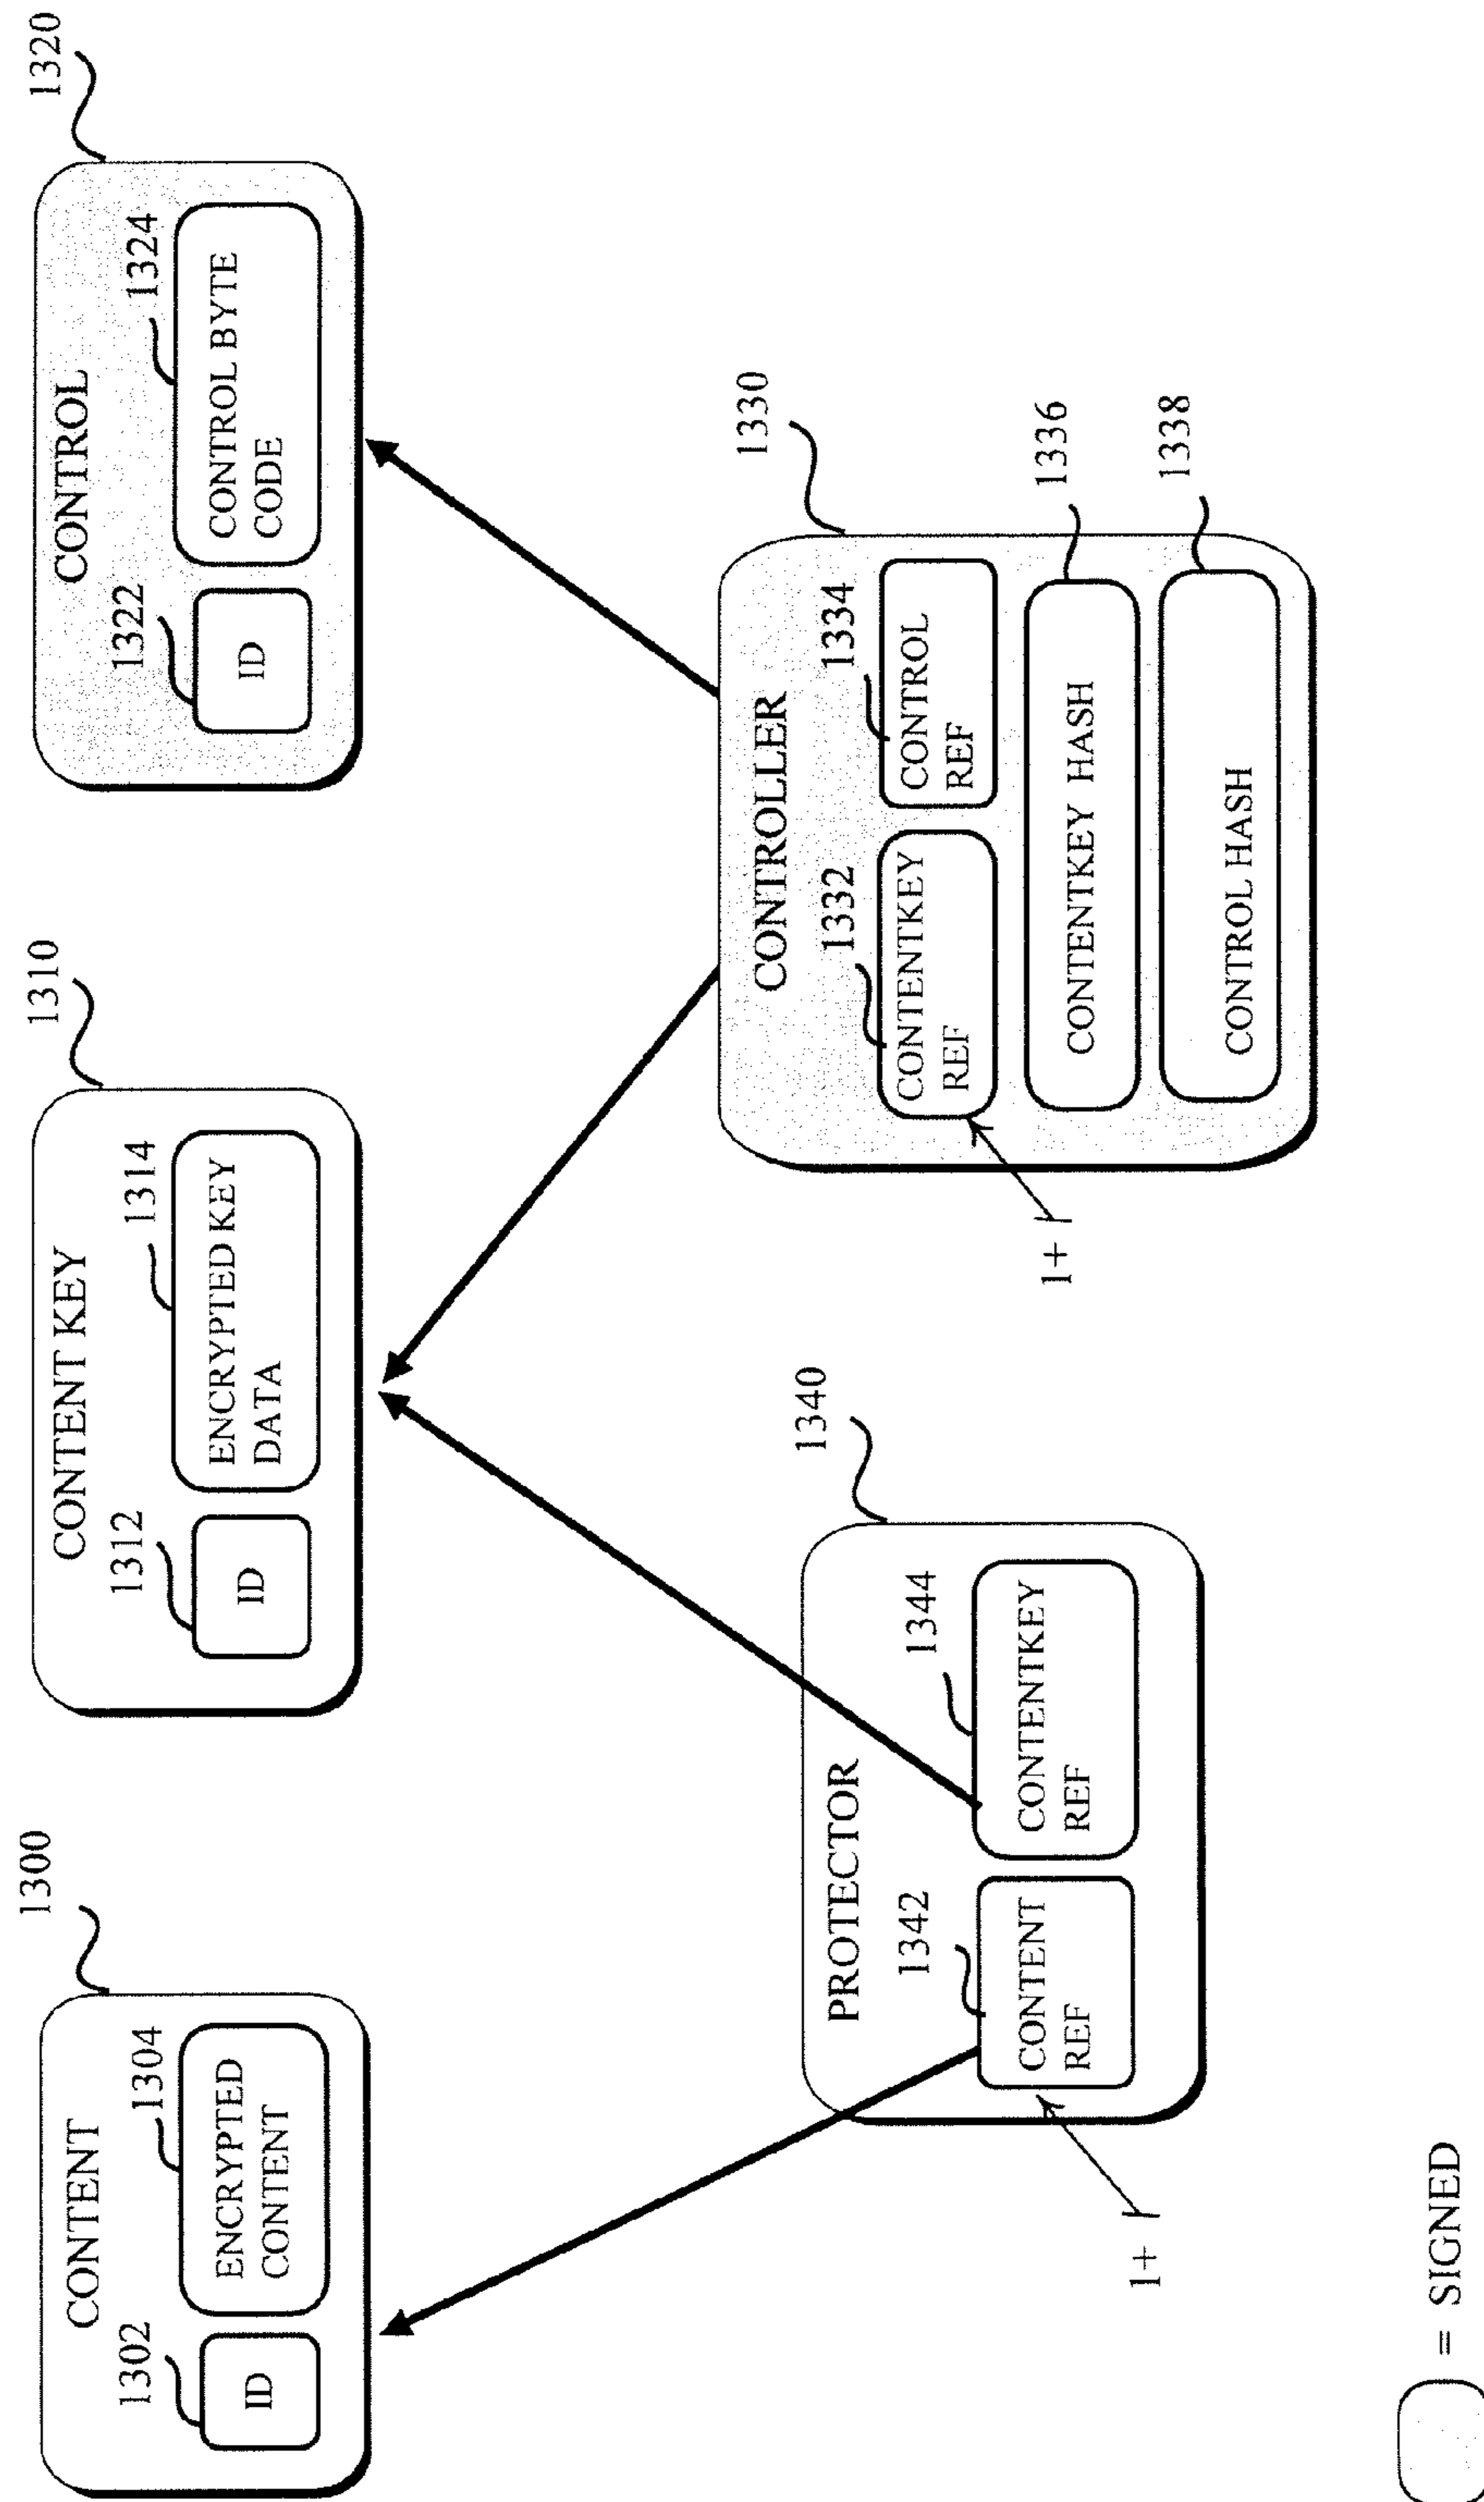 1300
CONTENT
1302
1304
ID
ENCRYPTED
CONTENT
1310
CONTENT KEY
1312
1314
ID
ENCRYPTED KEY
DATA
1320
CONTROL
1322
1324
ID
CONTROL BYTE
CODE
1340
PROTECTOR
1342
1344
CONTENT
REF
CONTENTKEY
REF
1+
1330
CONTROLLER
1332
1334
CONTENTKEY
REF
CONTROL
REF
1336
CONTENTKEY HASH
1338
CONTROL HASH
1+
= SIGNED